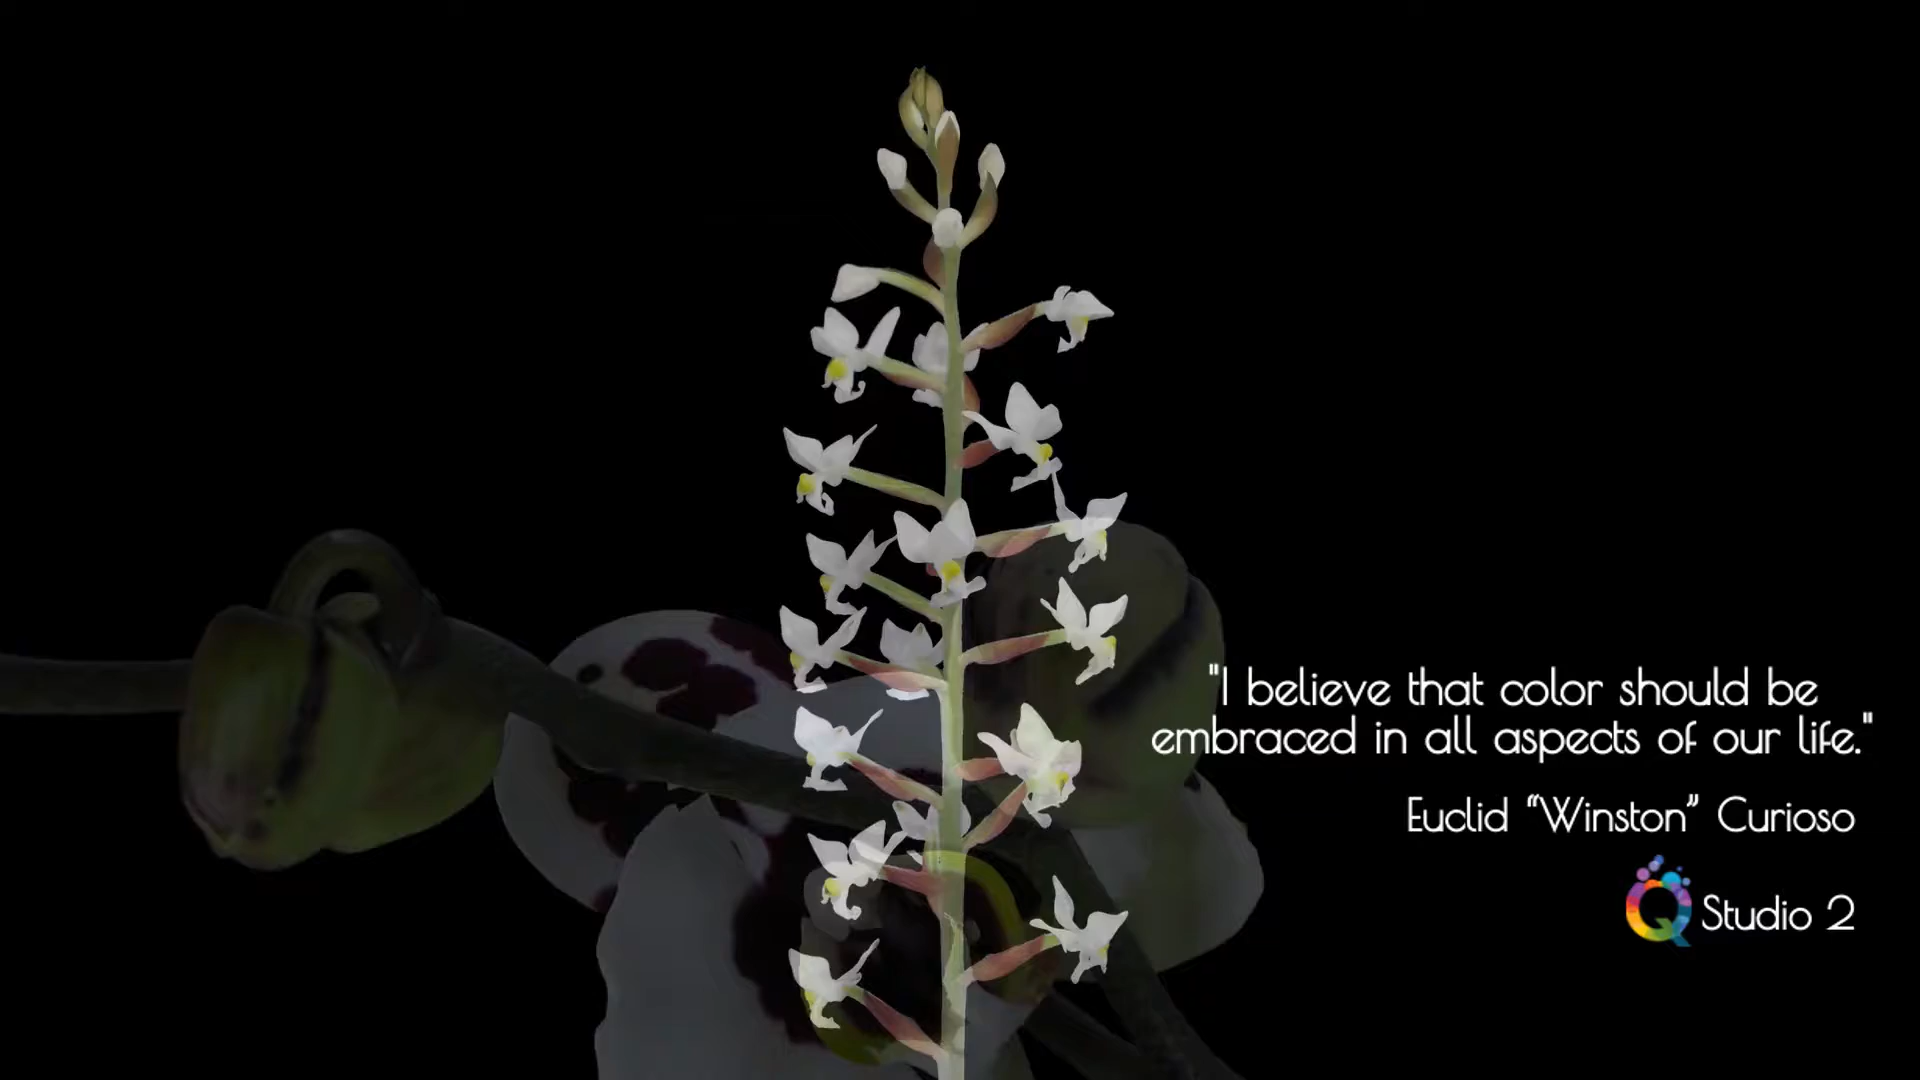 "I believe that color should be
embraced in all aspects of our life."
Euclid “Winston” Curioso
Q Studio 2